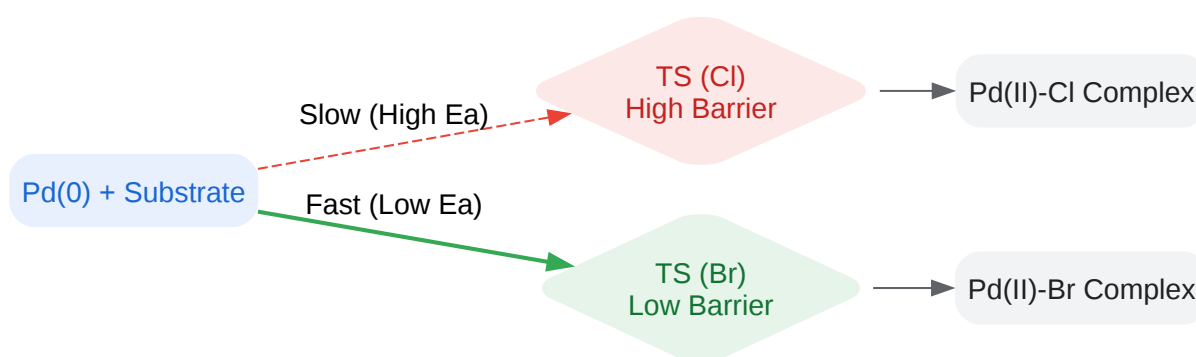 TS (Cl)
High Barrier
Pd(II)-Cl Complex
Slow (High Ea)
Pd(0) + Substrate
Fast (Low Ea)
TS (Br)
Low Barrier
Pd(II)-Br Complex